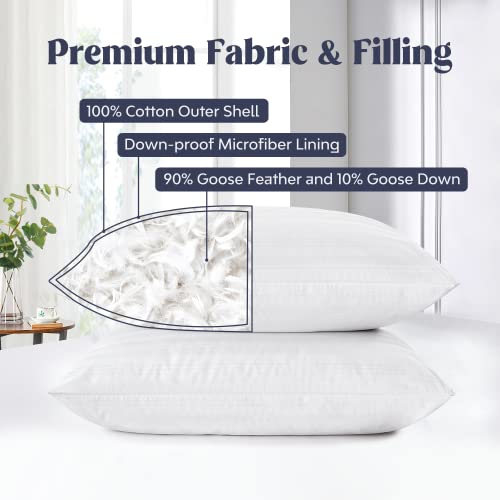 Premium Fabric & Filling
100% Cotton Outer Shell
Down-proof Microfiber Lining
90% Goose Feather and 10% Goose Down